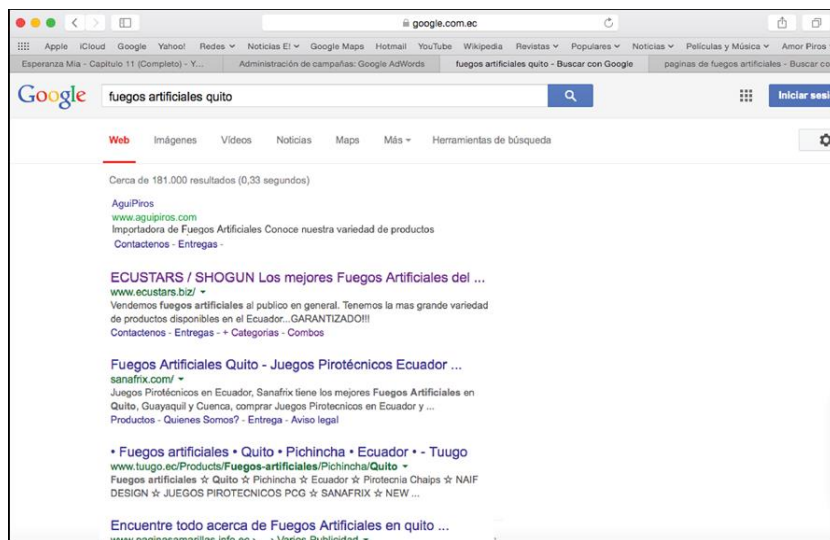 google.com.ec
Apple iCloud Google Yahoo! Redes Noticias E! Google Maps Hotmail YouTube Wikipedia Revistas Populares Noticias Películas y Música Amor Piros
Esperanza Mia - Capítulo 11 (Completo) - Y... Administración de campañas: Google AdWords fuegos artificiales quito - Buscar con Google paginas de fuegos artificiales - Buscar co
Google fuegos artificiales quito Iniciar sesi
Web Imágenes Vídeos Noticias Maps Más Herramientas de búsqueda
Cerca de 181.000 resultados (0,33 segundos)
AguiPiros
www.aguipiros.com
Importadora de Fuegos Artificiales Conoce nuestra variedad de productos
Contactenos - Entregas -
ECUSTARS / SHOGUN Los mejores Fuegos Artificiales del ...
www.ecustars.biz/
Vendemos fuegos artificiales al publico en general. Tenemos la mas grande variedad
de productos disponibles en el Ecuador...GARANTIZADO!!!
Contactenos - Entregas - + Categorias - Combos
Fuegos Artificiales Quito - Juegos Pirotécnicos Ecuador ...
sanafrix.com/
Juegos Pirotécnicos en Ecuador, Sanafrix tiene los mejores Fuegos Artificiales en
Quito, Guayaquil y Cuenca, comprar Juegos Pirotecnicos en Ecuador y ...
Productos - Quienes Somos? - Entrega - Aviso legal
• Fuegos artificiales • Quito • Pichincha • Ecuador • - Tuugo
www.tuugo.ec/Products/Fuegos-artificiales/Pichincha/Quito
Fuegos artificiales ☆ Quito ☆ Pichincha ☆ Ecuador ☆ Pirotecnia Chaips ☆ NAIF
DESIGN ☆ JUEGOS PIROTECNICOS PCG ☆ SANAFRIX ☆ NEW ...
Encuentre todo acerca de Fuegos Artificiales en quito ...
www.paginasamarillas.info.ec › ... › Varios Publicidad